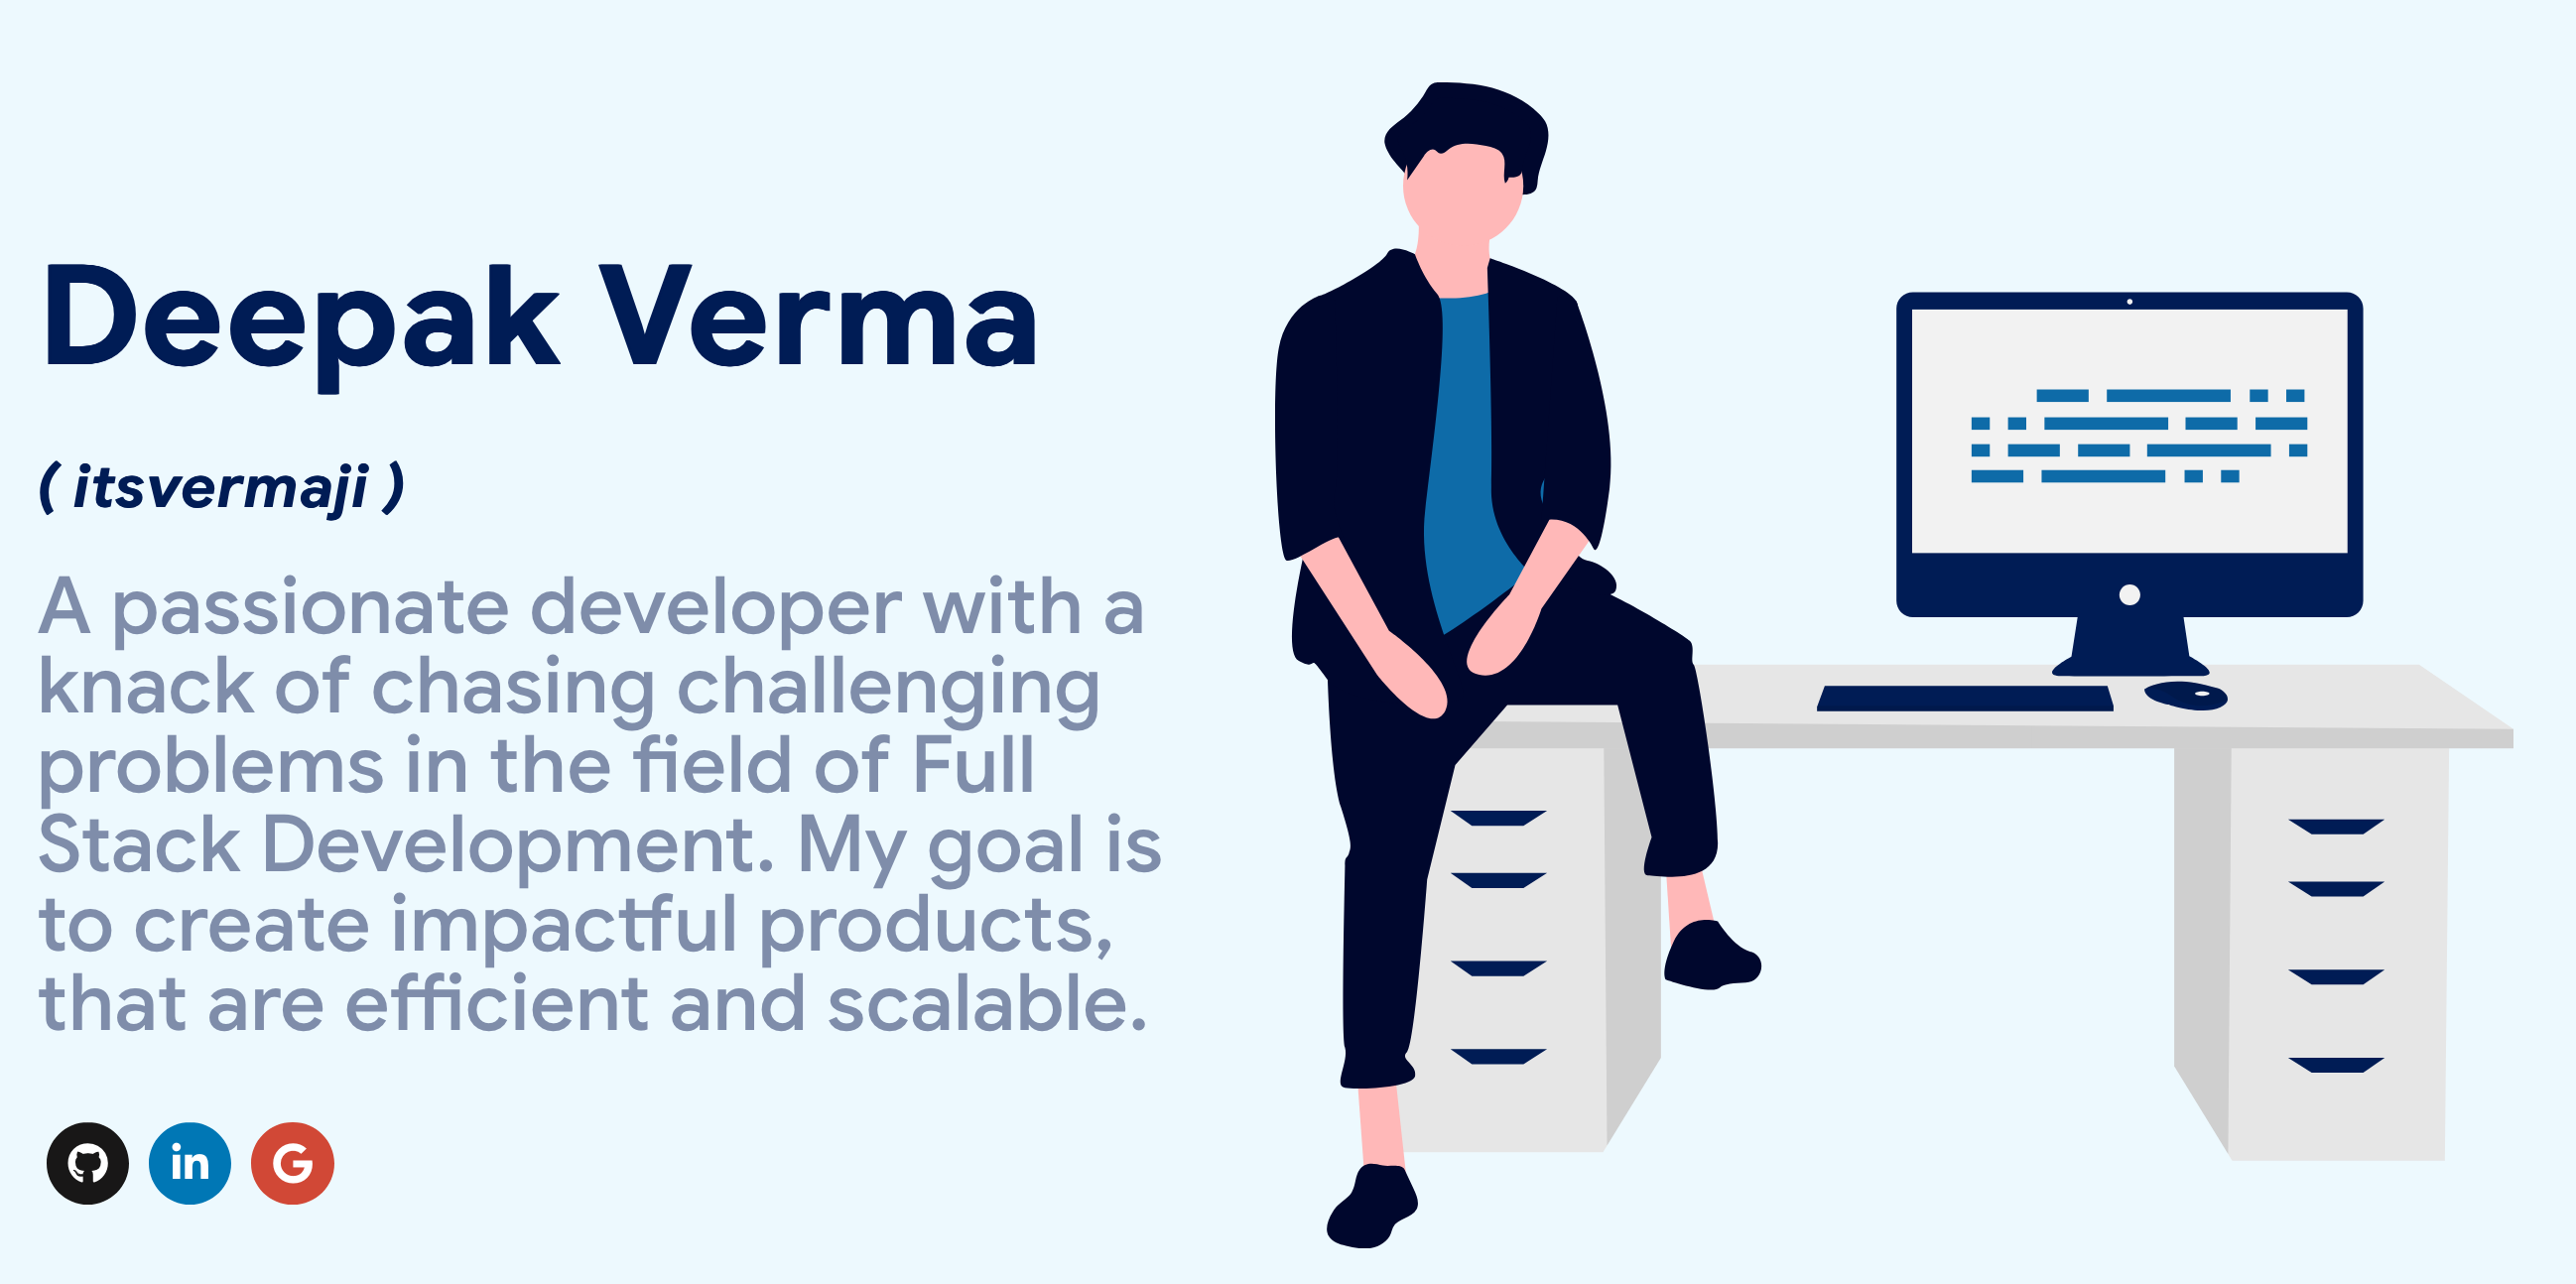 Deepak Verma
( itsvermaji )
A passionate developer with a
knack of chasing challenging
problems in the field of Full
Stack Development. My goal is
to create impactful products,
that are efficient and scalable.
in
G